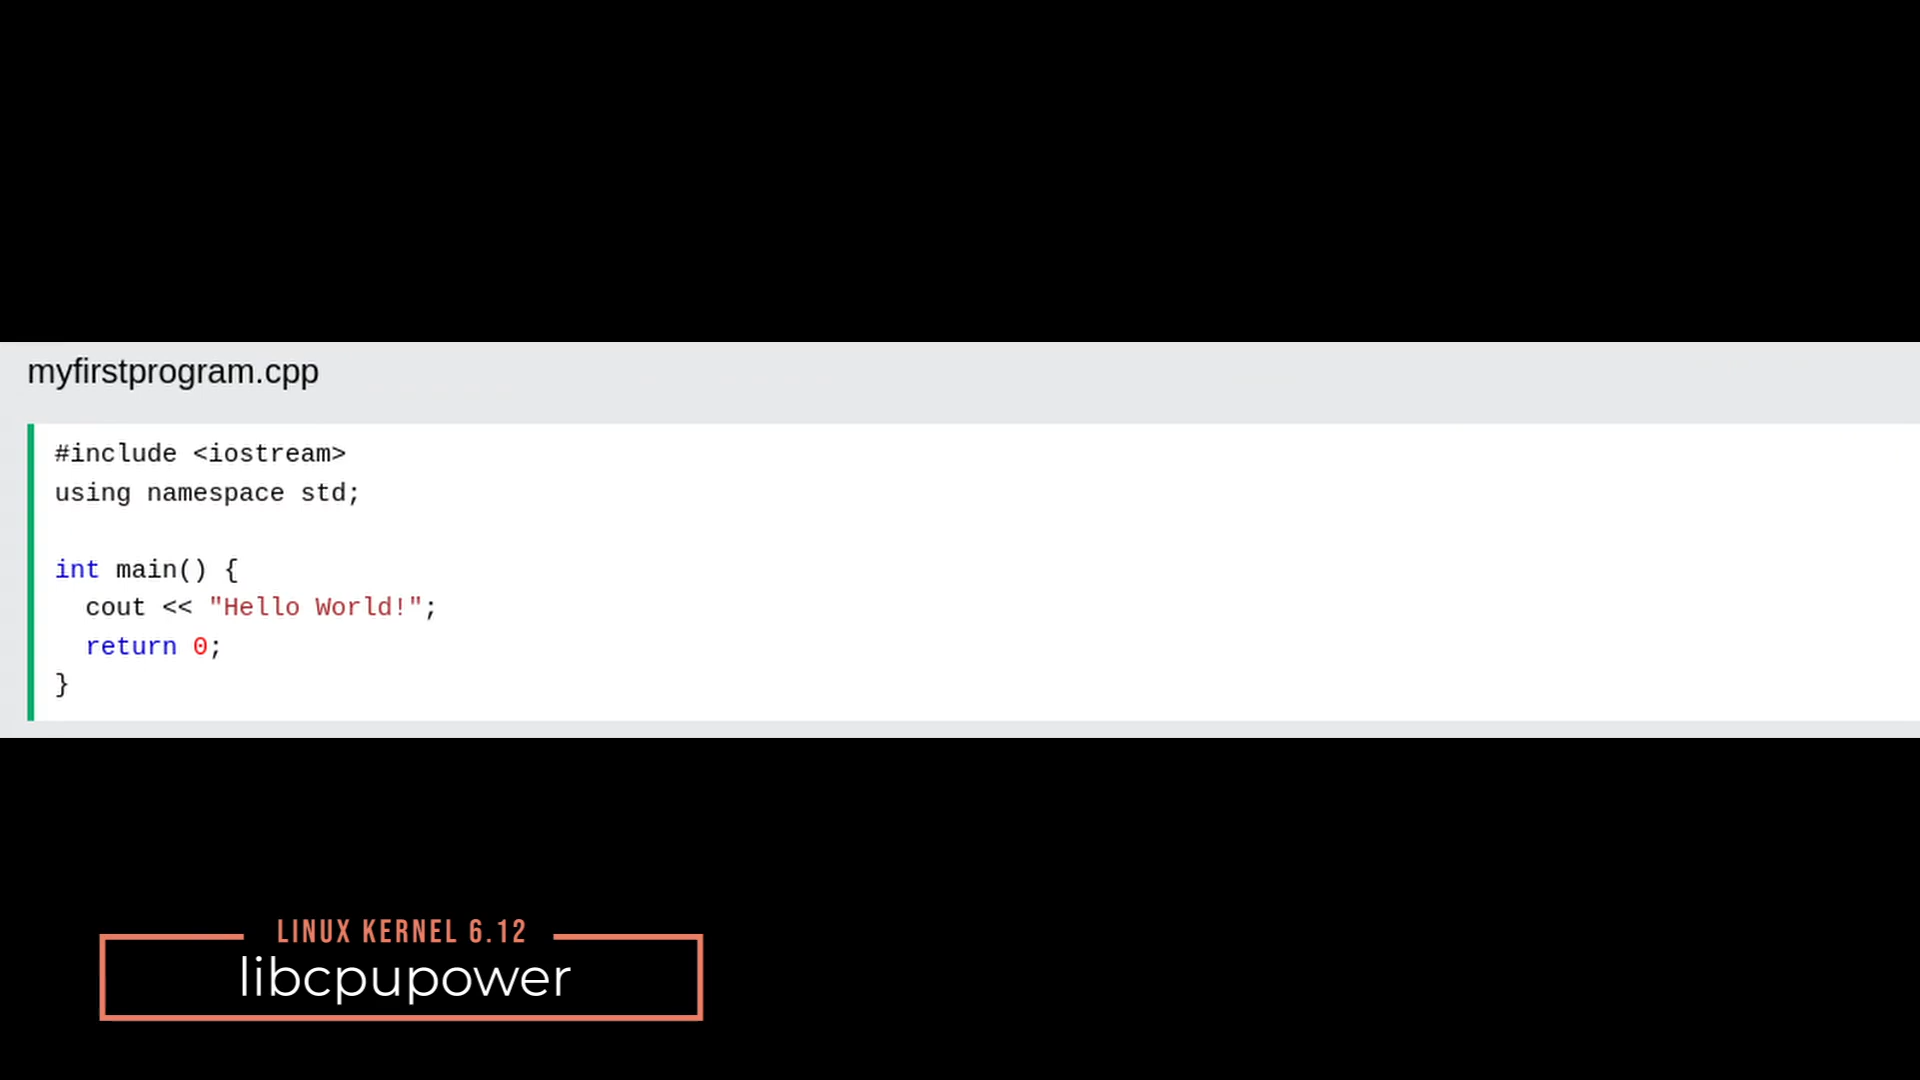 myfirstprogram.cpp
#include <iostream>
using namespace std;
int main() {
  cout << "Hello World!";
  return 0;
}
LINUX KERNEL 6.12
libcpupower